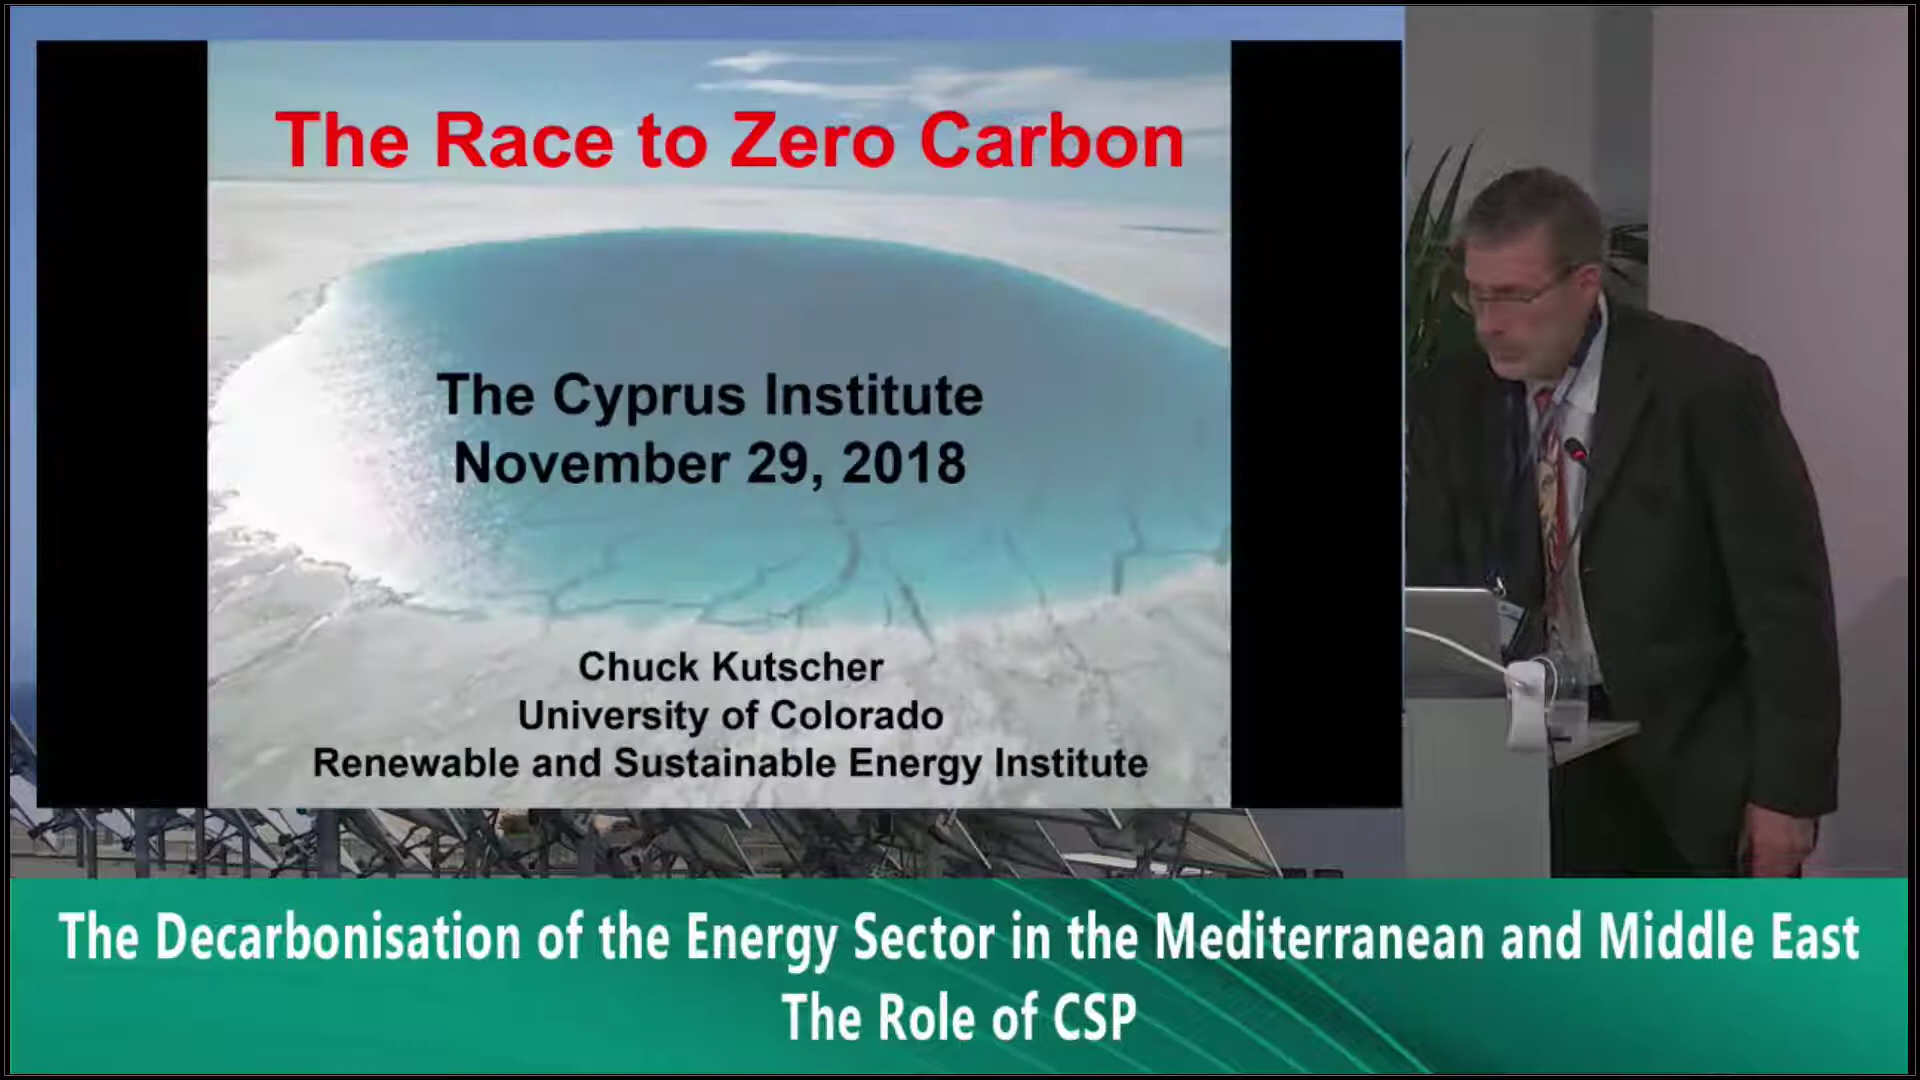 The Race to Zero Carbon
The Cyprus Institute
November 29, 2018
Chuck Kutscher
University of Colorado
Renewable and Sustainable Energy Institute
The Decarbonisation of the Energy Sector in the Mediterranean and Middle East
The Role of CSP